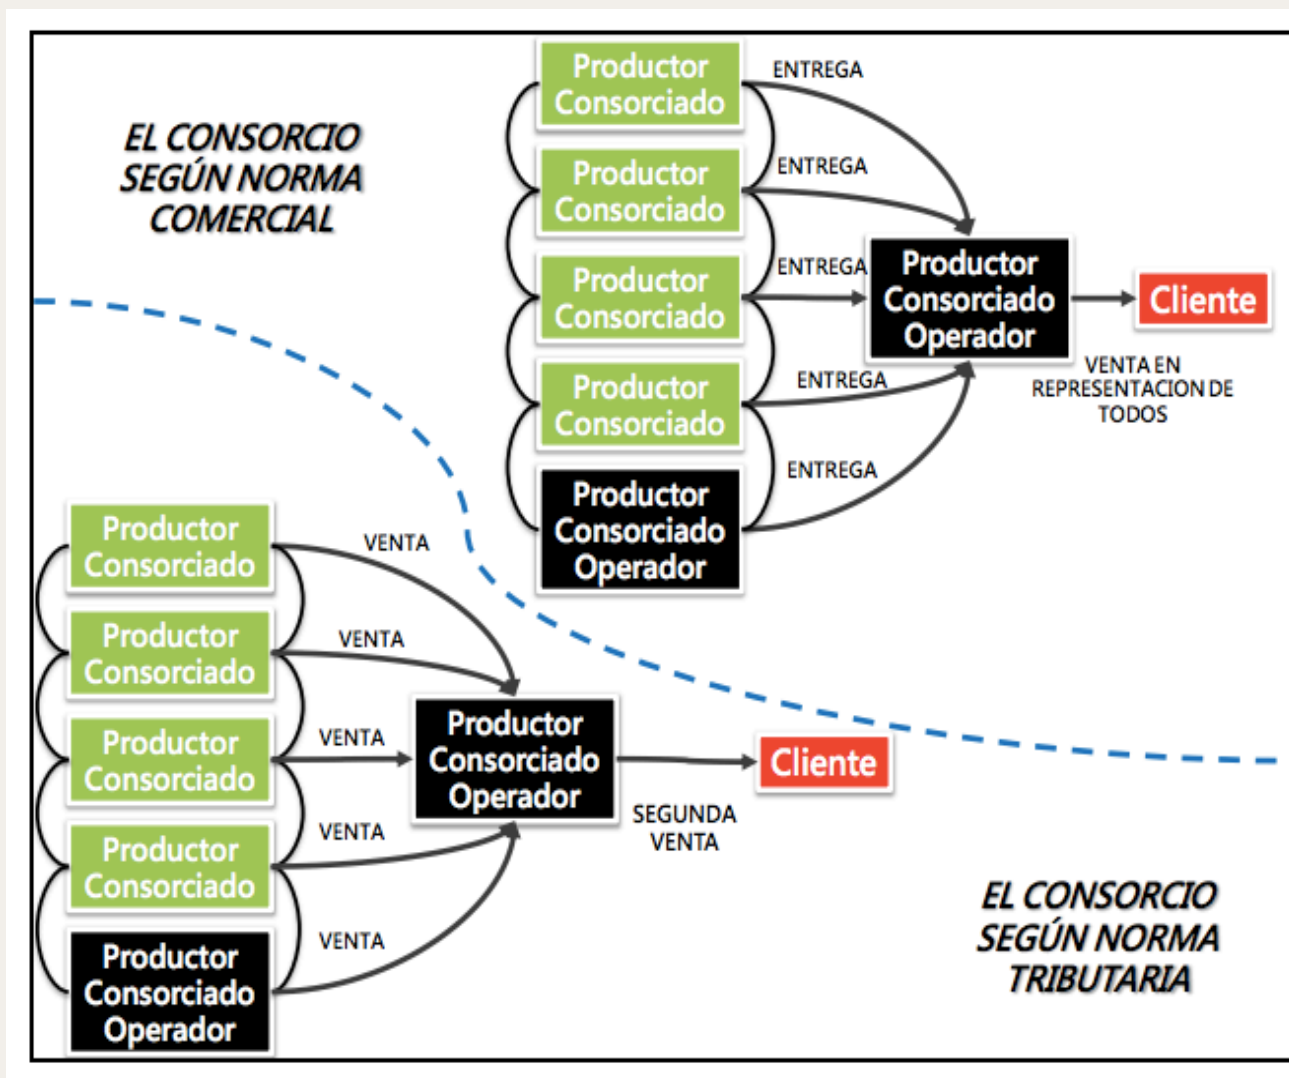 EL CONSORCIO
SEGÚN NORMA
COMERCIAL
Productor
Consorciado
ENTREGA
Productor
Consorciado
ENTREGA
Productor
Consorciado
ENTREGA
Productor
Consorciado
ENTREGA
Productor
Consorciado
Operador
ENTREGA
Productor
Consorciado
Operador
Cliente
VENTA EN
REPRESENTACION DE
TODOS
Productor
Consorciado
VENTA
Productor
Consorciado
VENTA
Productor
Consorciado
VENTA
Productor
Consorciado
VENTA
Productor
Consorciado
Operador
VENTA
Productor
Consorciado
Operador
Cliente
SEGUNDA
VENTA
EL CONSORCIO
SEGÚN NORMA
TRIBUTARIA